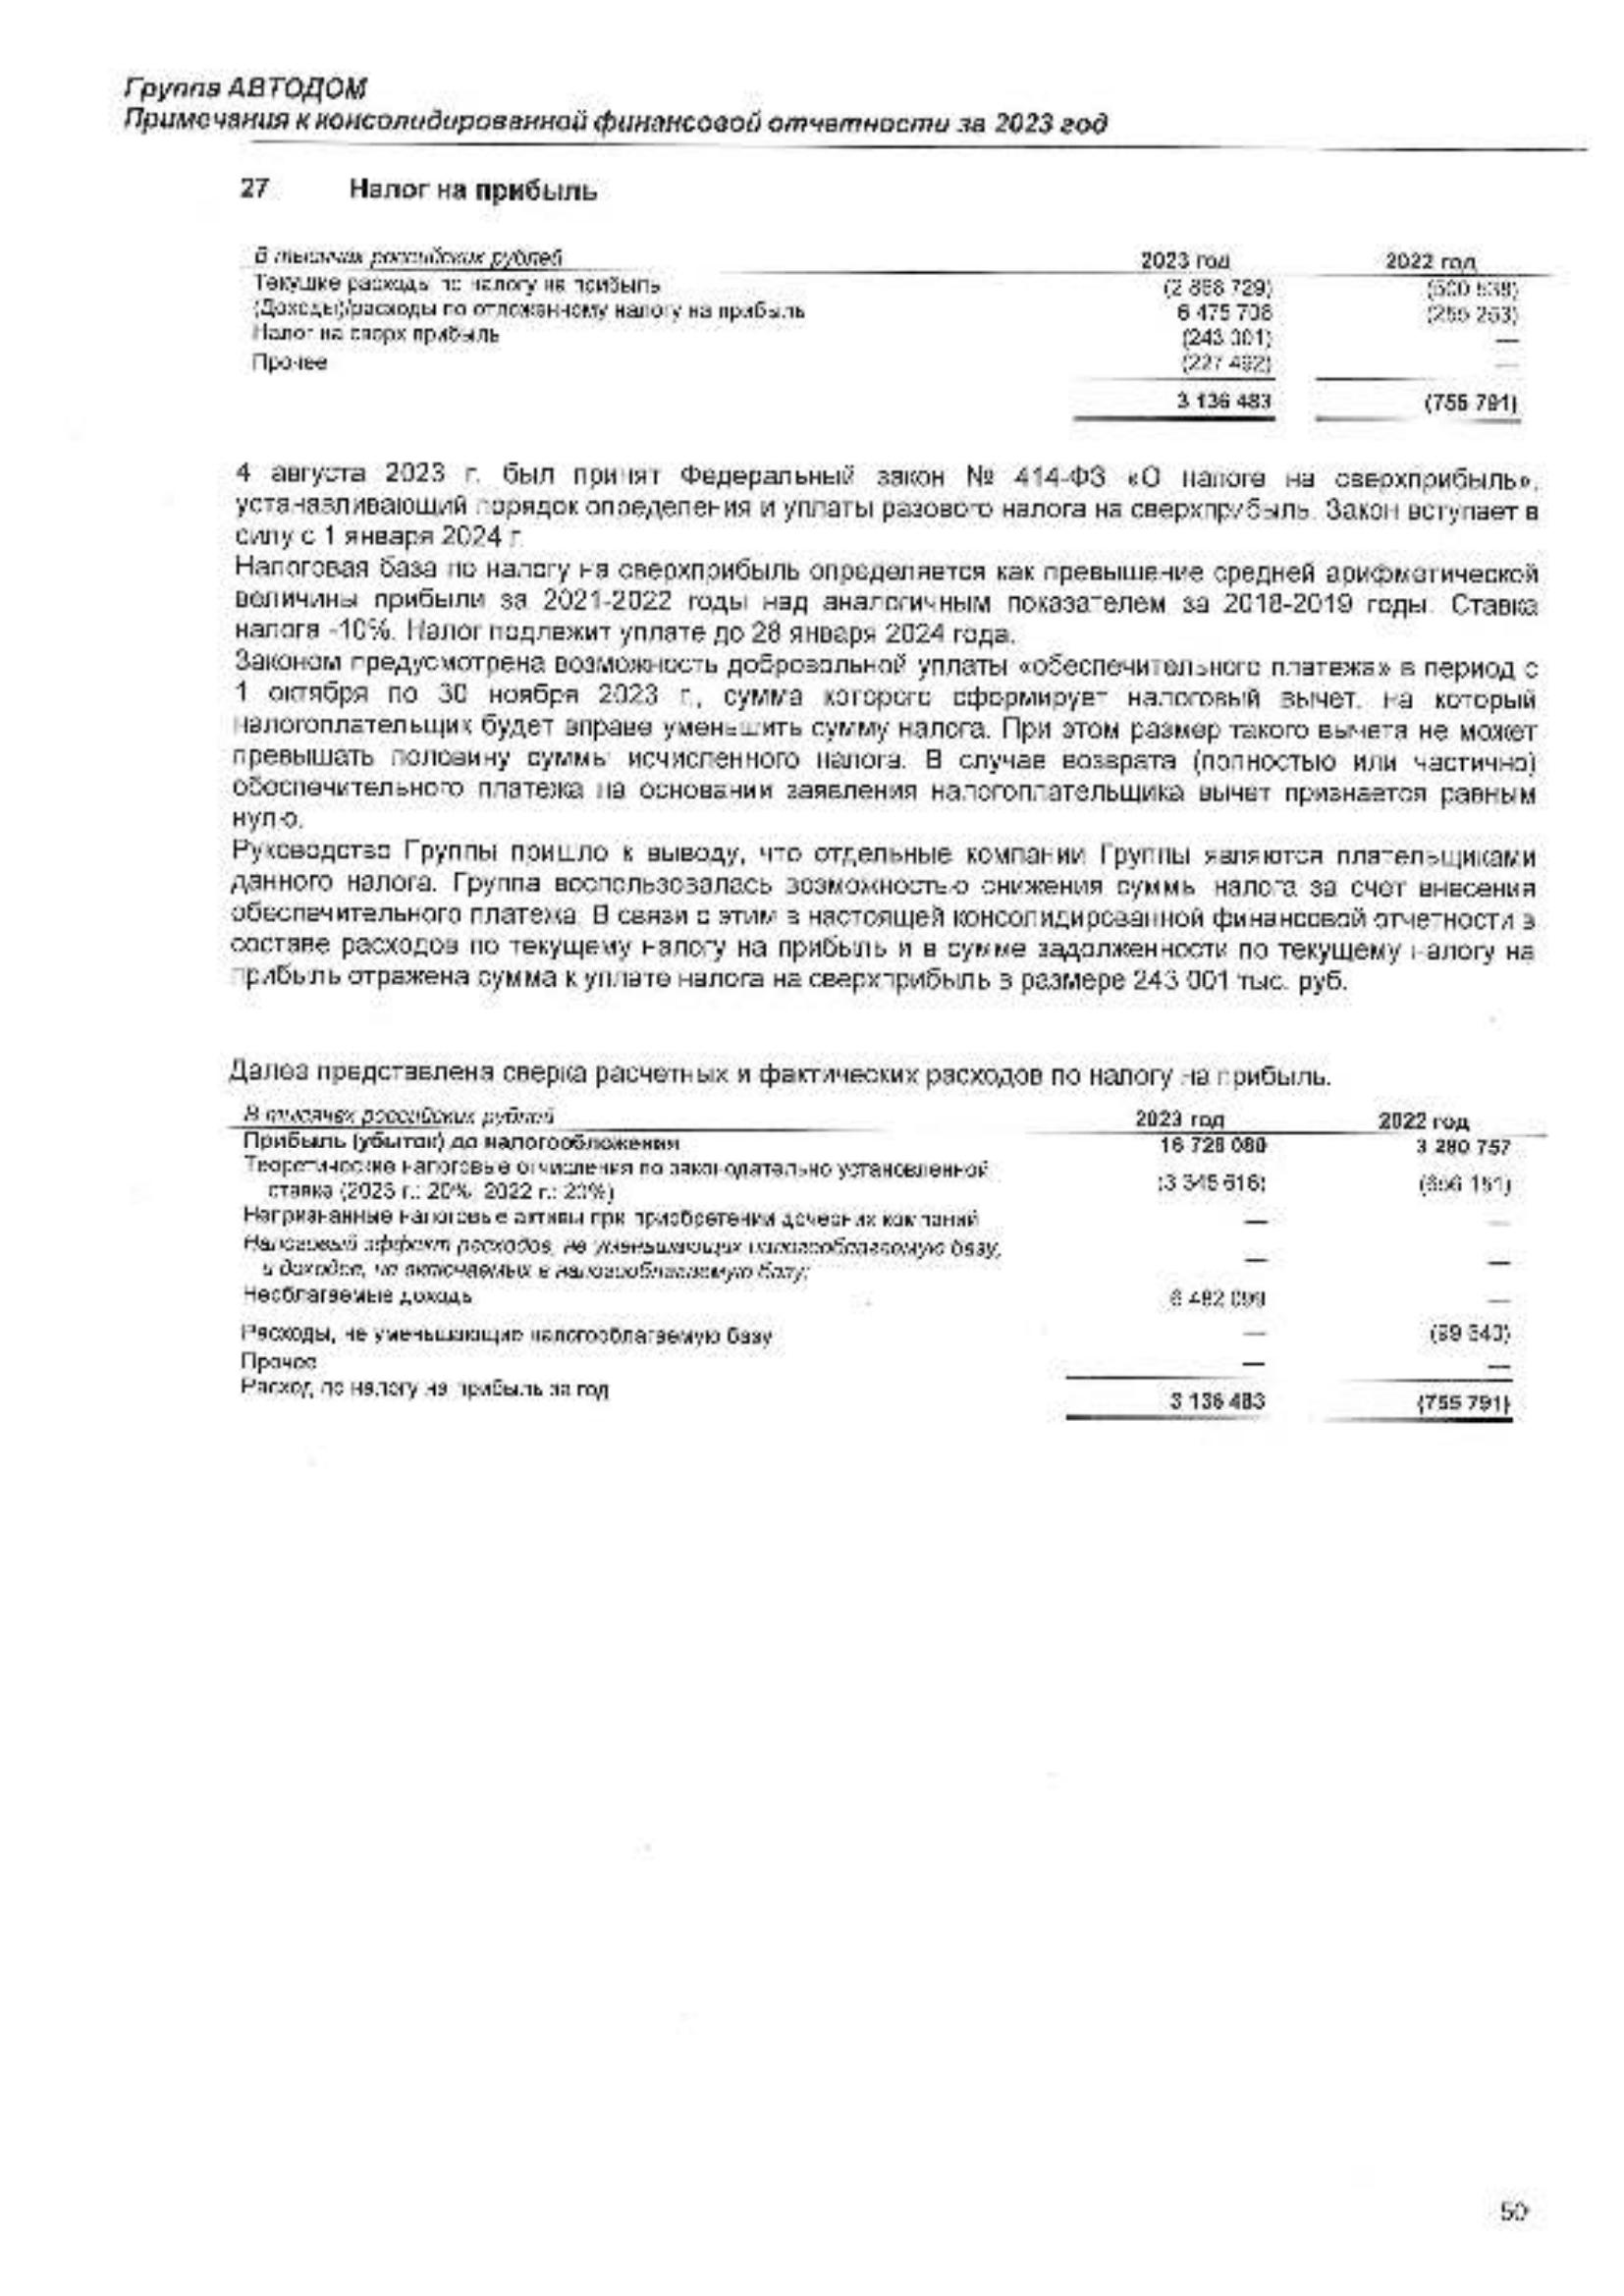 Группа АВТОДОМ
Примечания к консолидированной финансовой отчетности за 2023 год
27 Налог на прибыль
В тысячах российских рублей 2023 год 2022 год
Текущие расходы по налогу на прибыль (2 868 729) (500 538)
(Доходы)/расходы по отложенному налогу на прибыль 6 475 708 (255 253)
Налог на сверх прибыль (243 001) —
Прочее (227 492) —
3 136 483 (755 791)
4 августа 2023 г. был принят Федеральный закон № 414-ФЗ «О налоге на сверхприбыль»,
устанавливающий порядок определения и уплаты разового налога на сверхприбыль. Закон вступает в
силу с 1 января 2024 г.
Налоговая база по налогу на сверхприбыль определяется как превышение средней арифметической
величины прибыли за 2021-2022 годы над аналогичным показателем за 2018-2019 годы. Ставка
налога -10%. Налог подлежит уплате до 28 января 2024 года.
Законом предусмотрена возможность добровольной уплаты «обеспечительного платежа» в период с
1 октября по 30 ноября 2023 г., сумма которого сформирует налоговый вычет, на который
налогоплательщик будет вправе уменьшить сумму налога. При этом размер такого вычета не может
превышать половину суммы исчисленного налога. В случае возврата (полностью или частично)
обеспечительного платежа на основании заявления налогоплательщика вычет признается равным
нулю.
Руководство Группы пришло к выводу, что отдельные компании Группы являются плательщиками
данного налога. Группа воспользовалась возможностью снижения суммы налога за счет внесения
обеспечительного платежа. В связи с этим в настоящей консолидированной финансовой отчетности в
составе расходов по текущему налогу на прибыль и в сумме задолженности по текущему налогу на
прибыль отражена сумма к уплате налога на сверхприбыль в размере 243 001 тыс. руб.
Далее представлена сверка расчетных и фактических расходов по налогу на прибыль.
В тысячах российских рублей 2023 год 2022 год
Прибыль (убыток) до налогообложения 16 728 080 3 280 757
Теоретические налоговые отчисления по законодательно установленной
ставке (2023 г.: 20%; 2022 г.: 20%) (3 345 616) (656 151)
Непризнанные налоговые активы при приобретении дочерних компаний — —
Налоговый эффект расходов, не уменьшающих налогооблагаемую базу,
и доходов, не включаемых в налогооблагаемую базу: — —
Необлагаемые доходы 6 482 099 —
Расходы, не уменьшающие налогооблагаемую базу — (99 640)
Прочее — —
Расход по налогу на прибыль за год 3 136 483 (755 791)
50